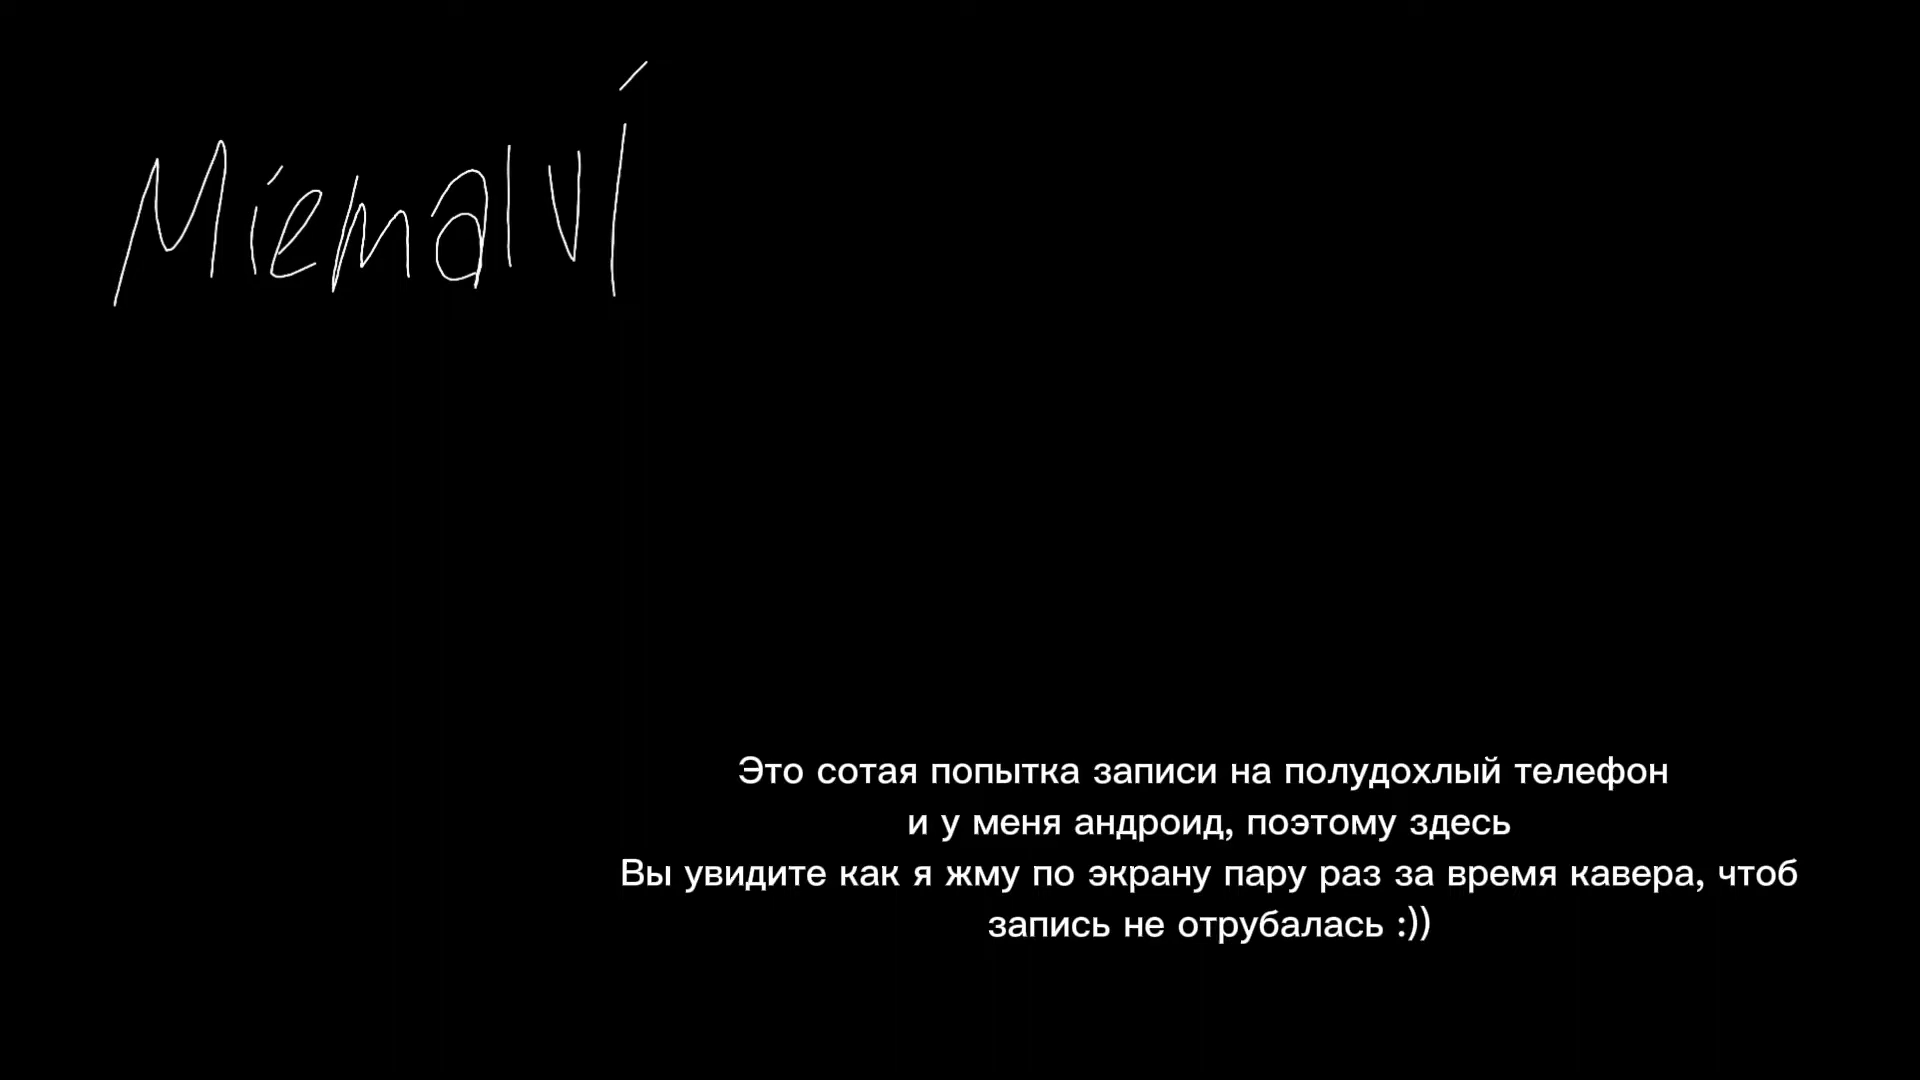 Miemalvi
Это сотая попытка записи на полудохлый телефон
и у меня андроид, поэтому здесь
Вы увидите как я жму по экрану пару раз за время кавера, чтоб
запись не отрубалась :))